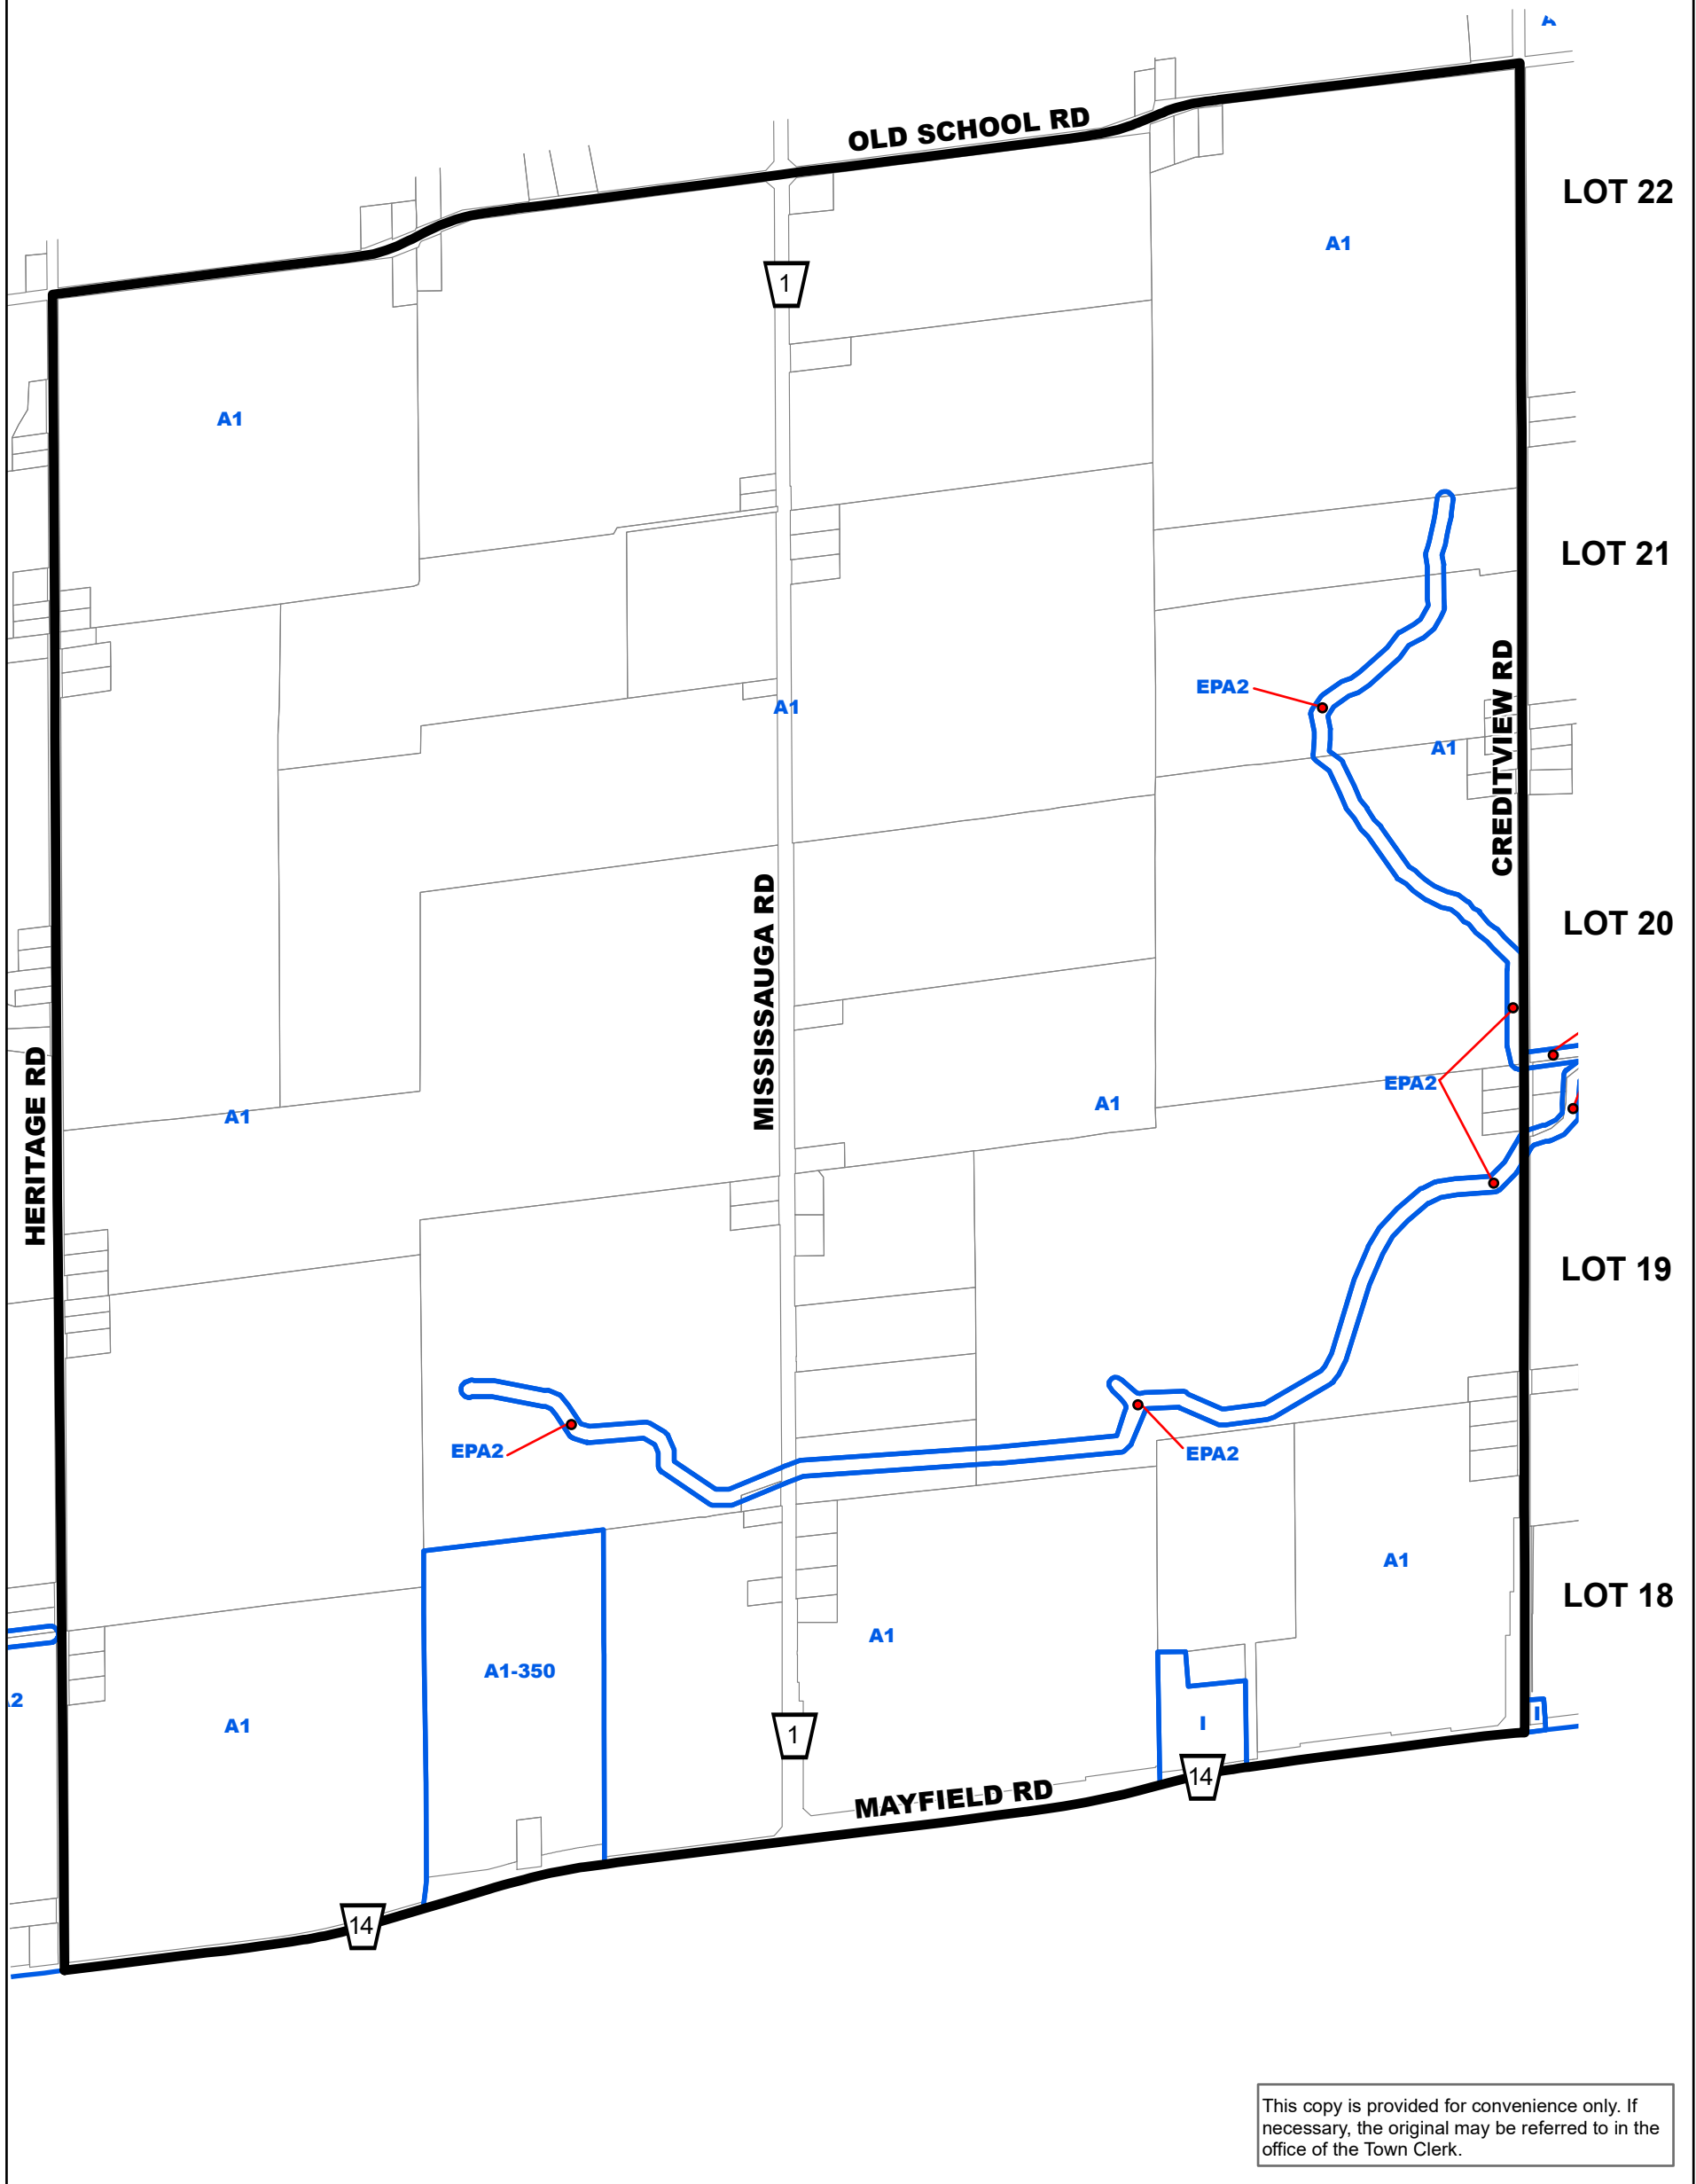 A
OLD SCHOOL RD
LOT 22
A1
1
A1
LOT 21
EPA2
A1
A1
CREDITVIEW RD
LOT 20
MISSISSAUGA RD
HERITAGE RD
EPA2
A1
A1
LOT 19
EPA2
EPA2
A1
LOT 18
A1
A1-350
2
A1
I
I
1
14
MAYFIELD RD
14
This copy is provided for convenience only. If
necessary, the original may be referred to in the
office of the Town Clerk.